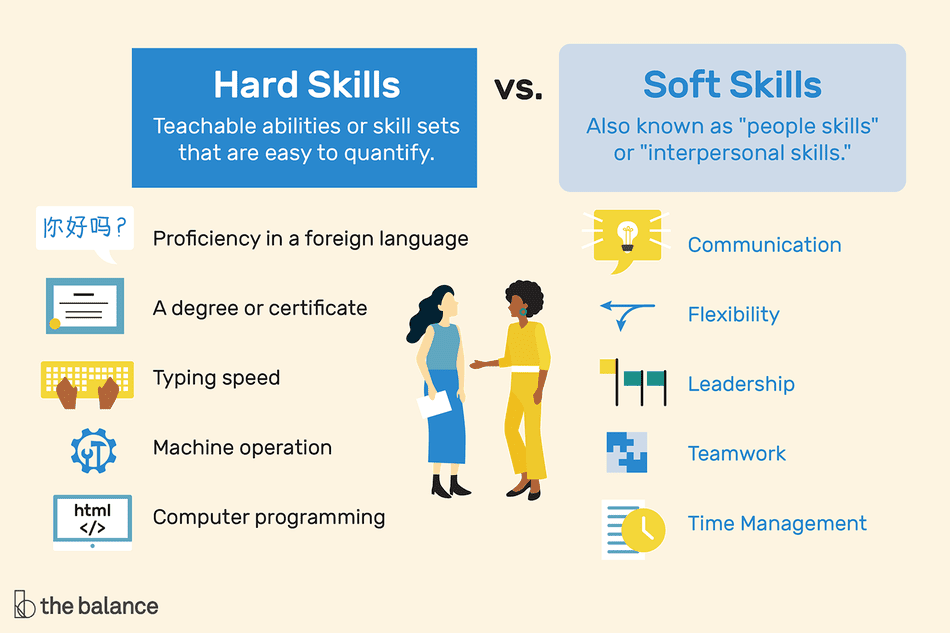 Hard Skills
Teachable abilities or skill sets
that are easy to quantify.
vs.
Soft Skills
Also known as "people skills"
or "interpersonal skills."
你好吗?
Proficiency in a foreign language
A degree or certificate
Typing speed
Machine operation
html
</>
Computer programming
Communication
Flexibility
Leadership
Teamwork
Time Management
the balance